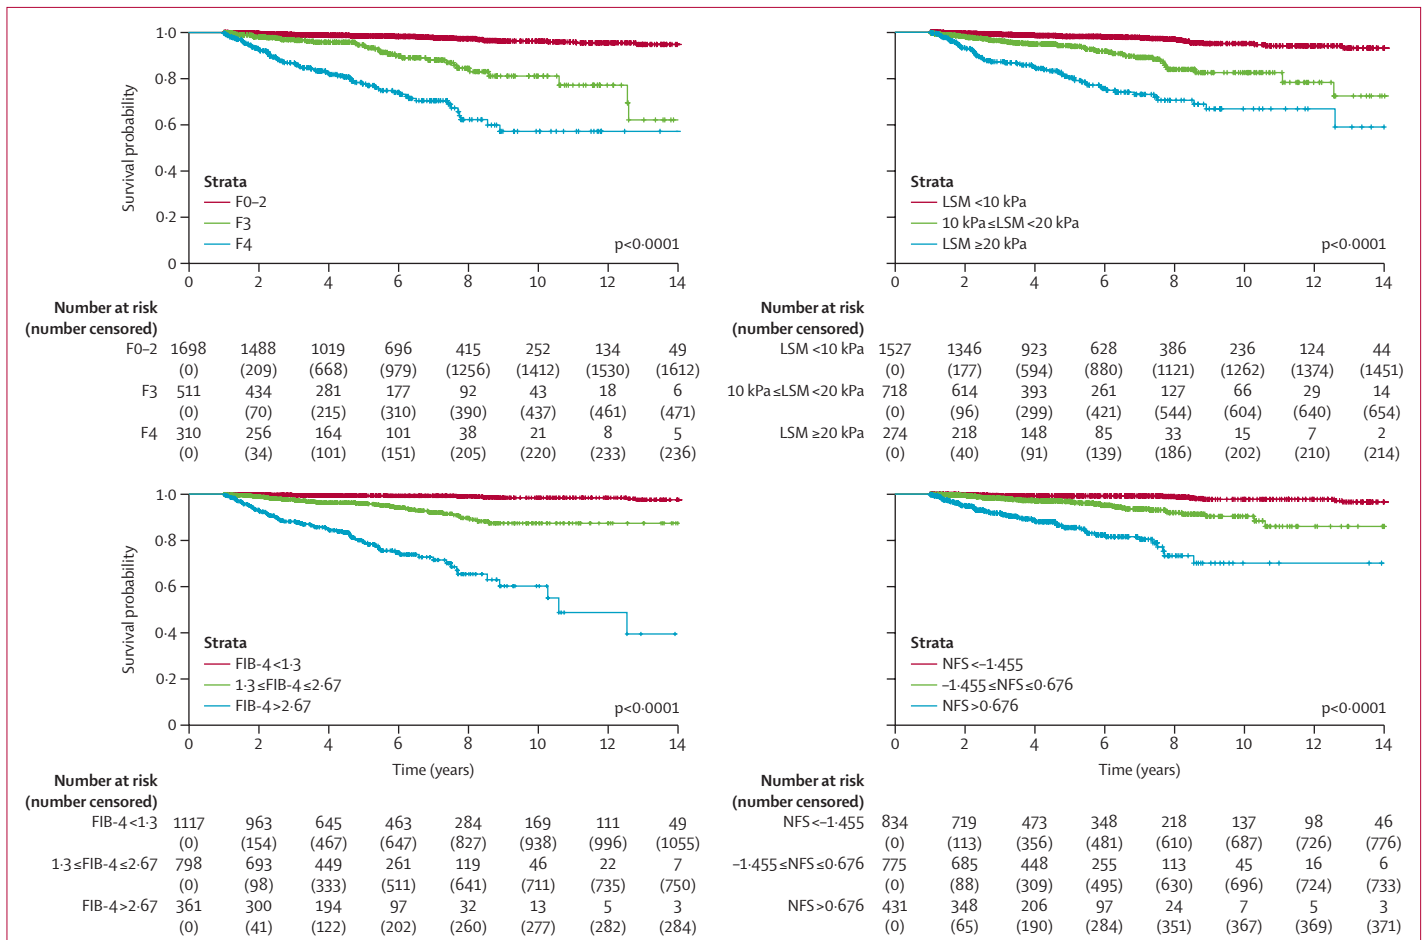 1·0
0·8
0·6
0·4
0·2
0
Survival probability
Strata
F0–2
F3
F4
p<0·0001
0 2 4 6 8 10 12 14
Number at risk
(number censored)
F0–2 1698 1488 1019 696 415 252 134 49
(0) (209) (668) (979) (1256) (1412) (1530) (1612)
F3 511 434 281 177 92 43 18 6
(0) (70) (215) (310) (390) (437) (461) (471)
F4 310 256 164 101 38 21 8 5
(0) (34) (101) (151) (205) (220) (233) (236)
Strata
LSM <10 kPa
10 kPa≤LSM <20 kPa
LSM ≥20 kPa
p<0·0001
0 2 4 6 8 10 12 14
Number at risk
(number censored)
LSM <10 kPa 1527 1346 923 628 386 236 124 44
(0) (177) (594) (880) (1121) (1262) (1374) (1451)
10 kPa≤LSM <20 kPa 718 614 393 261 127 66 29 14
(0) (96) (299) (421) (544) (604) (640) (654)
LSM ≥20 kPa 274 218 148 85 33 15 7 2
(0) (40) (91) (139) (186) (202) (210) (214)
1·0
0·8
0·6
0·4
0·2
0
Survival probability
Strata
FIB-4<1·3
1·3≤FIB-4≤2·67
FIB-4>2·67
p<0·0001
0 2 4 6 8 10 12 14
Time (years)
Number at risk
(number censored)
FIB-4<1·3 1117 963 645 463 284 169 111 49
(0) (154) (467) (647) (827) (938) (996) (1055)
1·3≤FIB-4≤2·67 798 693 449 261 119 46 22 7
(0) (98) (333) (511) (641) (711) (735) (750)
FIB-4>2·67 361 300 194 97 32 13 5 3
(0) (41) (122) (202) (260) (277) (282) (284)
Strata
NFS<–1·455
–1·455≤NFS≤0·676
NFS>0·676
p<0·0001
0 2 4 6 8 10 12 14
Time (years)
Number at risk
(number censored)
NFS<–1·455 834 719 473 348 218 137 98 46
(0) (113) (356) (481) (610) (687) (726) (776)
–1·455≤NFS≤0·676 775 685 448 255 113 45 16 6
(0) (88) (309) (495) (630) (696) (724) (733)
NFS>0·676 431 348 206 97 24 7 5 3
(0) (65) (190) (284) (351) (367) (369) (371)